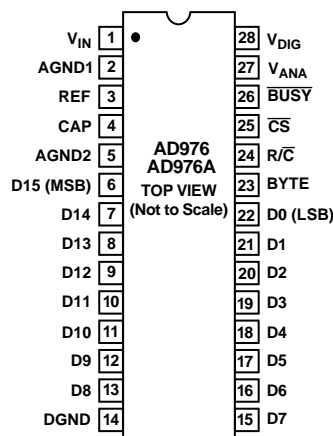 V_IN 1 28 V_DIG
AGND1 2 27 V_ANA
REF 3 26 B̅U̅S̅Y̅
CAP 4 25 C̅S̅
AGND2 5 24 R/C̅
D15 (MSB) 6 23 BYTE
D14 7 22 D0 (LSB)
D13 8 21 D1
D12 9 20 D2
D11 10 19 D3
D10 11 18 D4
D9 12 17 D5
D8 13 16 D6
DGND 14 15 D7
AD976
AD976A
TOP VIEW
(Not to Scale)